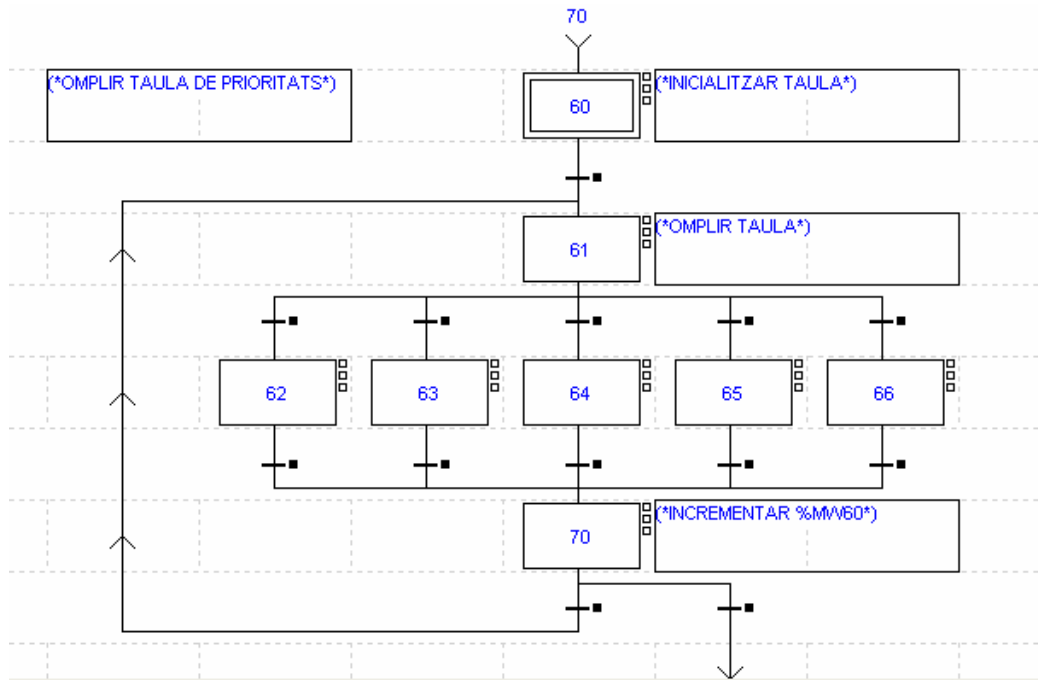 70
(*OMPLIR TAULA DE PRIORITATS*)
60
(*INICIALITZAR TAULA*)
61
(*OMPLIR TAULA*)
62
63
64
65
66
70
(*INCREMENTAR %MW60*)